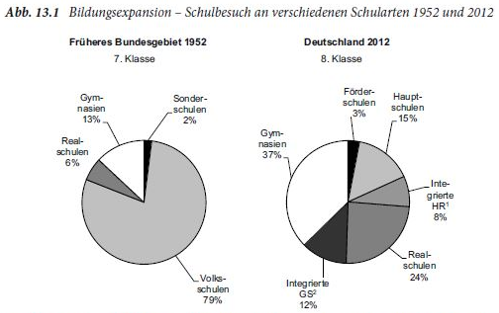 Abb. 13.1 Bildungsexpansion – Schulbesuch an verschiedenen Schularten 1952 und 2012
Früheres Bundesgebiet 1952
7. Klasse
Gym-
nasien
13%
Sonder-
schulen
2%
Real-
schulen
6%
Volks-
schulen
79%
Deutschland 2012
8. Klasse
Förder-
schulen
3%
Haupt-
schulen
15%
Gym-
nasien
37%
Inte-
grierte
HR¹
8%
Real-
schulen
24%
Integrierte
GS²
12%